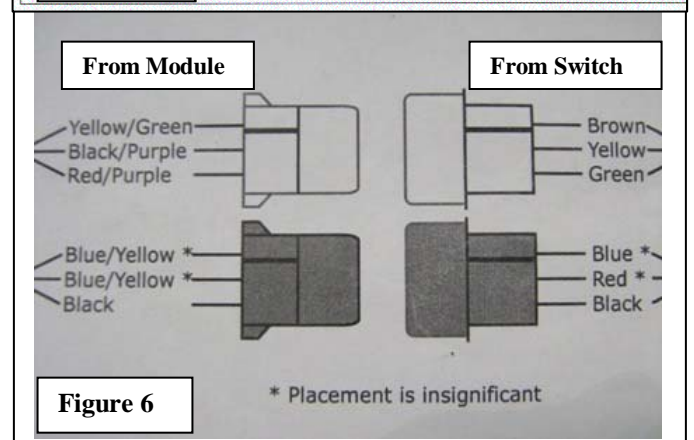 From Module
From Switch
Yellow/Green
Black/Purple
Red/Purple
Brown
Yellow
Green
Blue/Yellow *
Blue/Yellow *
Black
Blue *
Red *
Black
* Placement is insignificant
Figure 6